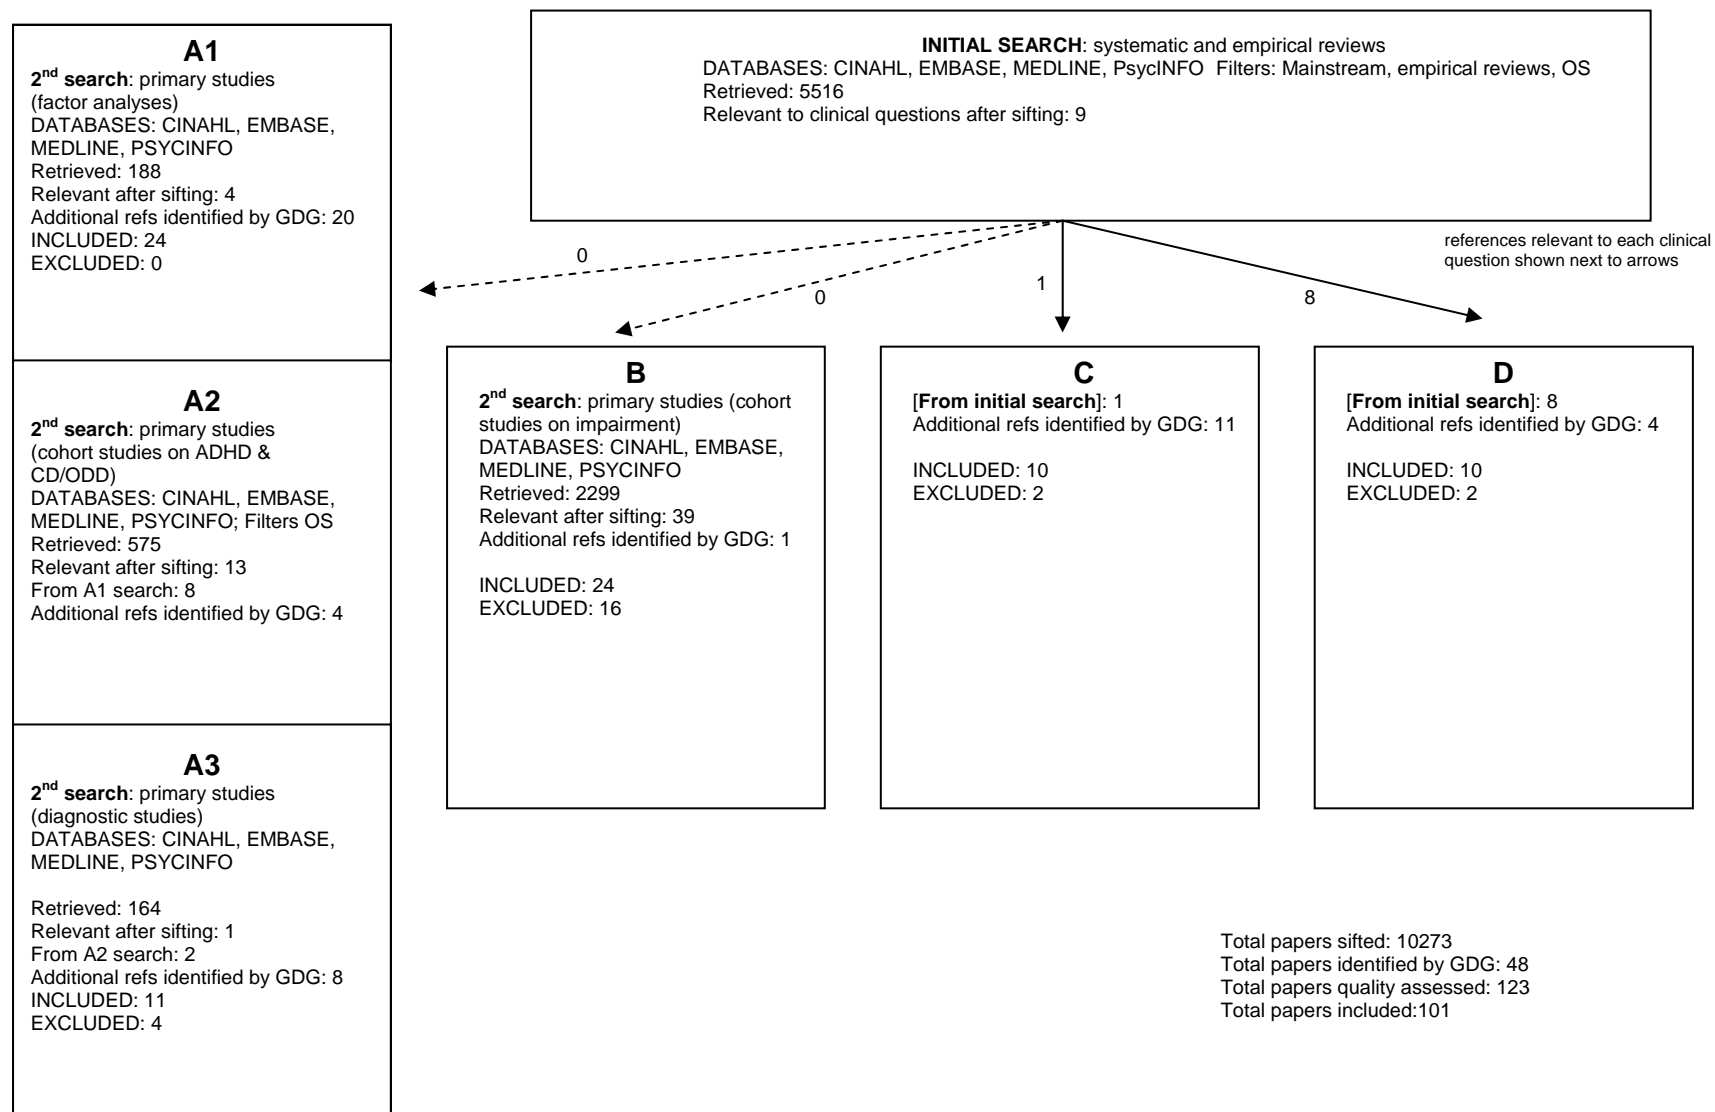 INITIAL SEARCH: systematic and empirical reviews
DATABASES: CINAHL, EMBASE, MEDLINE, PsycINFO  Filters: Mainstream, empirical reviews, OS
Retrieved: 5516
Relevant to clinical questions after sifting: 9
references relevant to each clinical
question shown next to arrows
0
0
1
8
A1
2nd search: primary studies
(factor analyses)
DATABASES: CINAHL, EMBASE,
MEDLINE, PSYCINFO
Retrieved: 188
Relevant after sifting: 4
Additional refs identified by GDG: 20
INCLUDED: 24
EXCLUDED: 0
A2
2nd search: primary studies
(cohort studies on ADHD &
CD/ODD)
DATABASES: CINAHL, EMBASE,
MEDLINE, PSYCINFO; Filters OS
Retrieved: 575
Relevant after sifting: 13
From A1 search: 8
Additional refs identified by GDG: 4
A3
2nd search: primary studies
(diagnostic studies)
DATABASES: CINAHL, EMBASE,
MEDLINE, PSYCINFO
Retrieved: 164
Relevant after sifting: 1
From A2 search: 2
Additional refs identified by GDG: 8
INCLUDED: 11
EXCLUDED: 4
B
2nd search: primary studies (cohort
studies on impairment)
DATABASES: CINAHL, EMBASE,
MEDLINE, PSYCINFO
Retrieved: 2299
Relevant after sifting: 39
Additional refs identified by GDG: 1
INCLUDED: 24
EXCLUDED: 16
C
[From initial search]: 1
Additional refs identified by GDG: 11
INCLUDED: 10
EXCLUDED: 2
D
[From initial search]: 8
Additional refs identified by GDG: 4
INCLUDED: 10
EXCLUDED: 2
Total papers sifted: 10273
Total papers identified by GDG: 48
Total papers quality assessed: 123
Total papers included:101